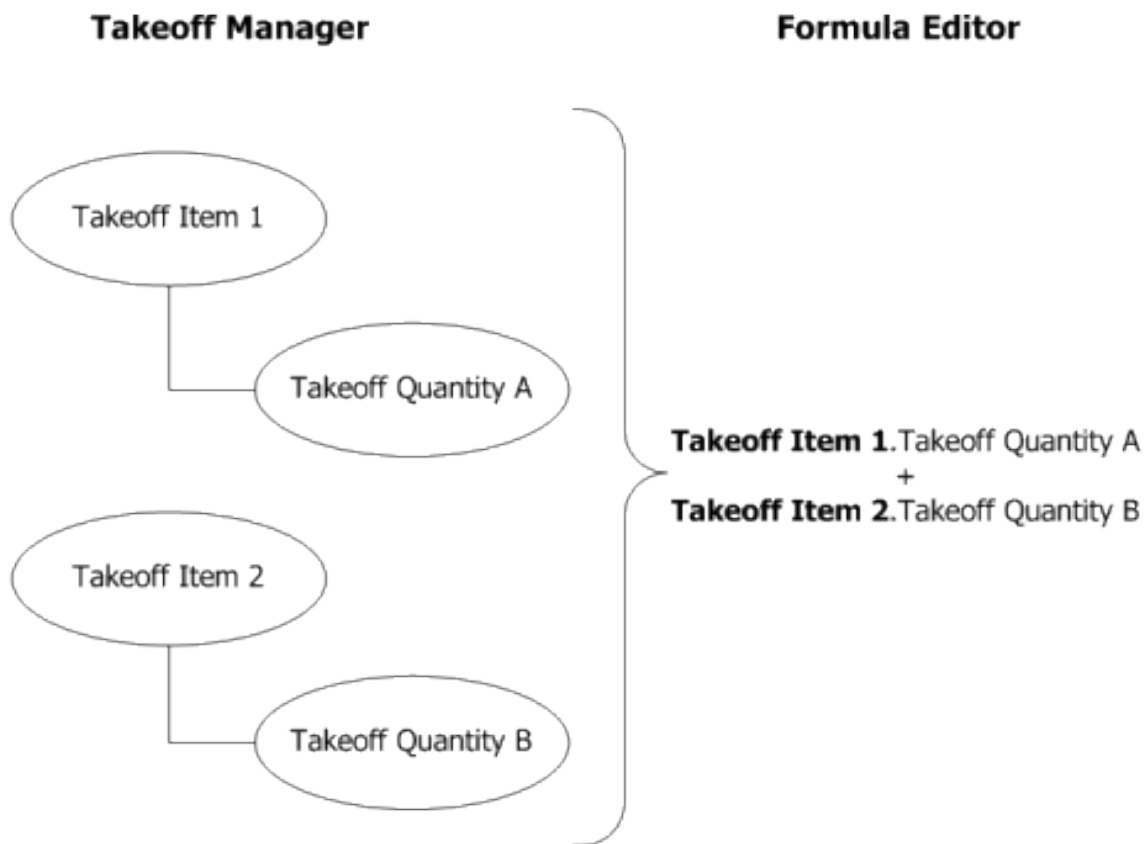 Takeoff Manager
Formula Editor
Takeoff Item 1
Takeoff Quantity A
Takeoff Item 2
Takeoff Quantity B
Takeoff Item 1.Takeoff Quantity A
+
Takeoff Item 2.Takeoff Quantity B